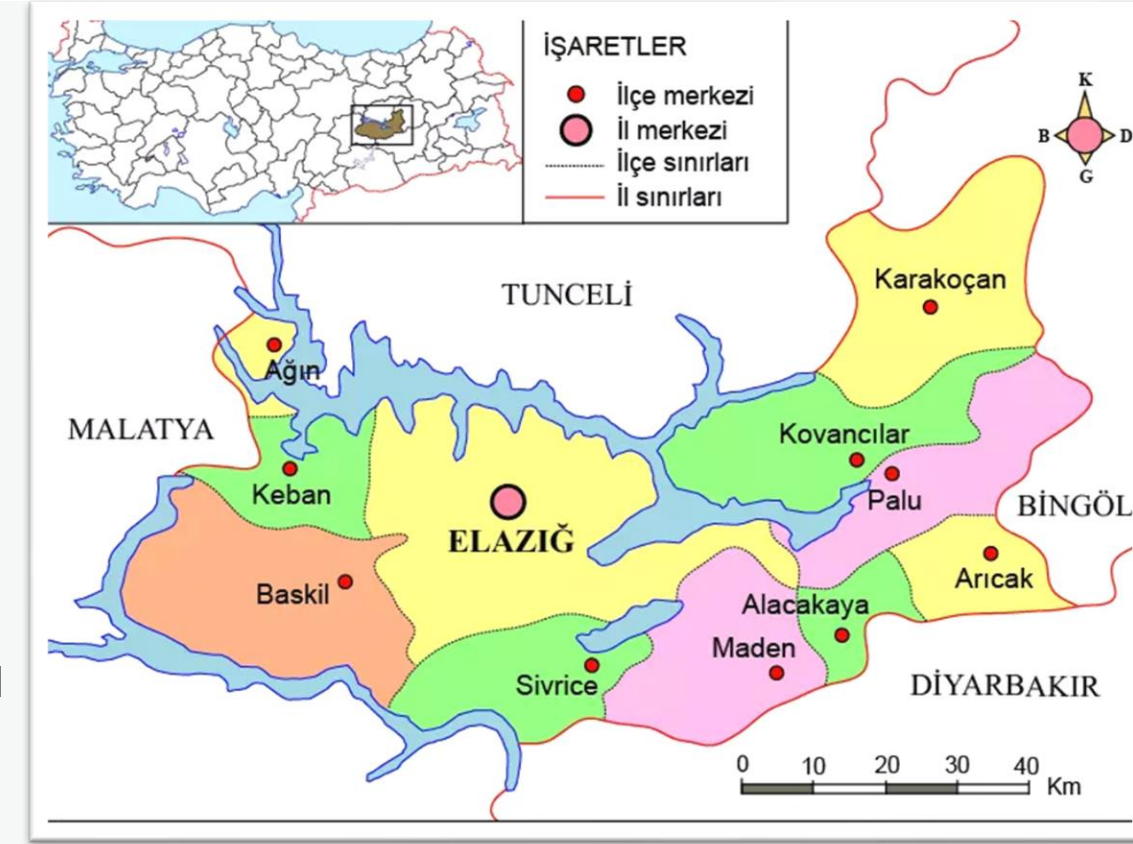 İŞARETLER
İlçe merkezi
İl merkezi
İlçe sınırları
İl sınırları
K
B D
G
TUNCELİ
Karakoçan
Ağın
MALATYA
Kovancılar
Keban
Palu
BİNGÖL
ELAZIĞ
Arıcak
Baskil
Alacakaya
Maden
Sivrice
DİYARBAKIR
0 10 20 30 40
Km